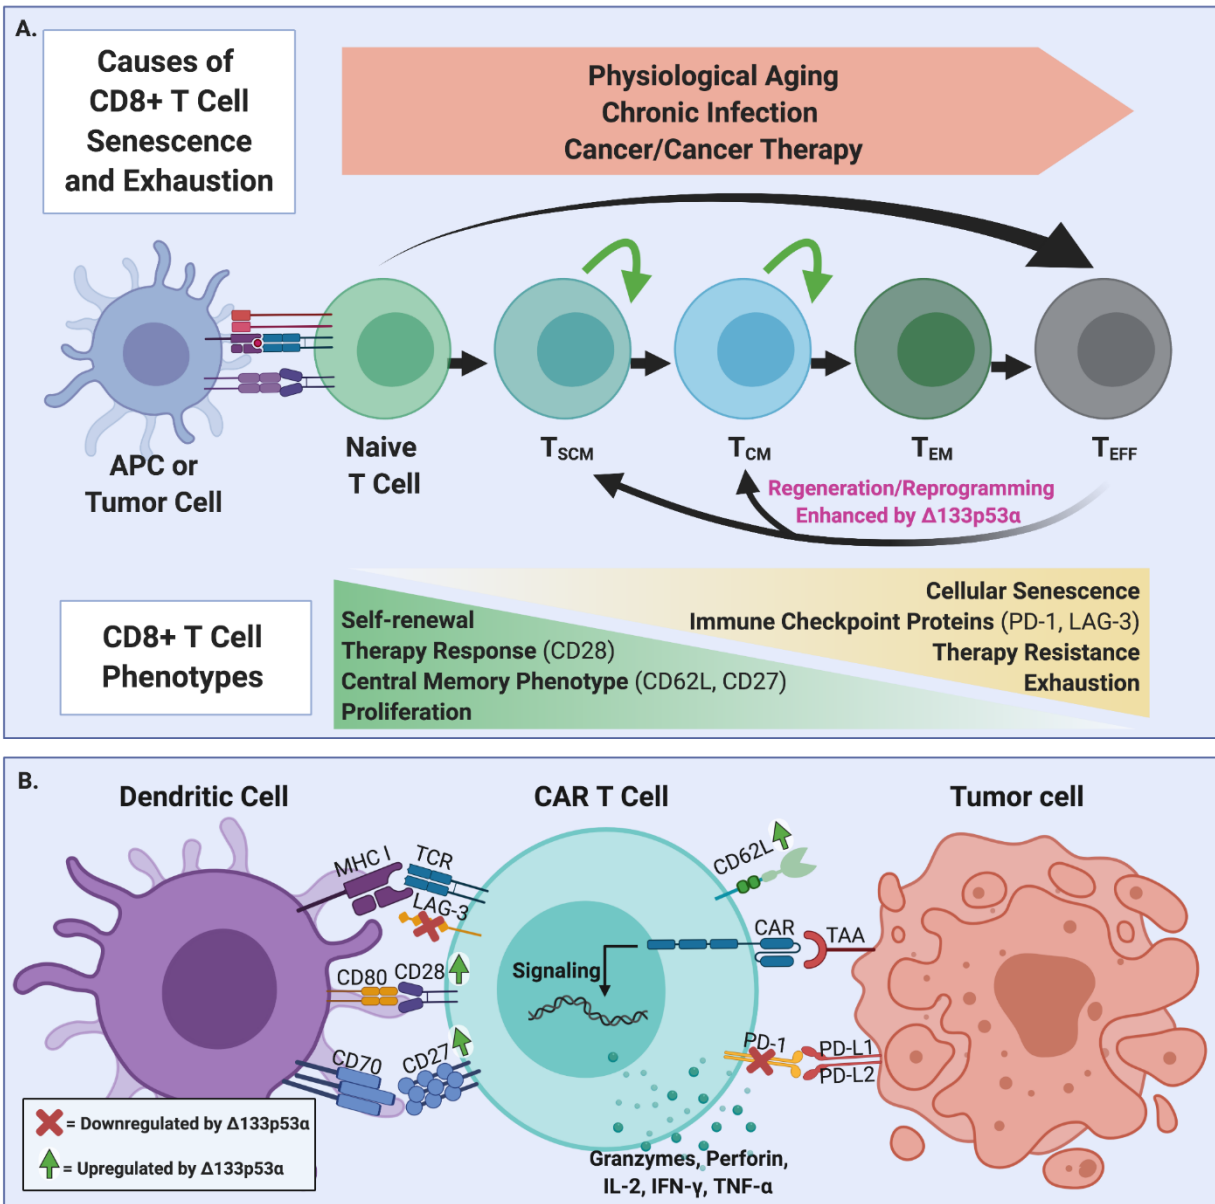 A.
Causes of
CD8+ T Cell
Senescence
and Exhaustion
Physiological Aging
Chronic Infection
Cancer/Cancer Therapy
APC or
Tumor Cell
Naive
T Cell
TSCM
TCM
TEM
TEFF
Regeneration/Reprogramming
Enhanced by Δ133p53α
CD8+ T Cell
Phenotypes
Self-renewal
Therapy Response (CD28)
Central Memory Phenotype (CD62L, CD27)
Proliferation
Cellular Senescence
Immune Checkpoint Proteins (PD-1, LAG-3)
Therapy Resistance
Exhaustion
B.
Dendritic Cell
CAR T Cell
Tumor cell
MHC I
TCR
LAG-3
CD80
CD28
CD70
CD27
CD62L
CAR
TAA
Signaling
PD-1
PD-L1
PD-L2
Granzymes, Perforin,
IL-2, IFN-γ, TNF-α
= Downregulated by Δ133p53α
= Upregulated by Δ133p53α